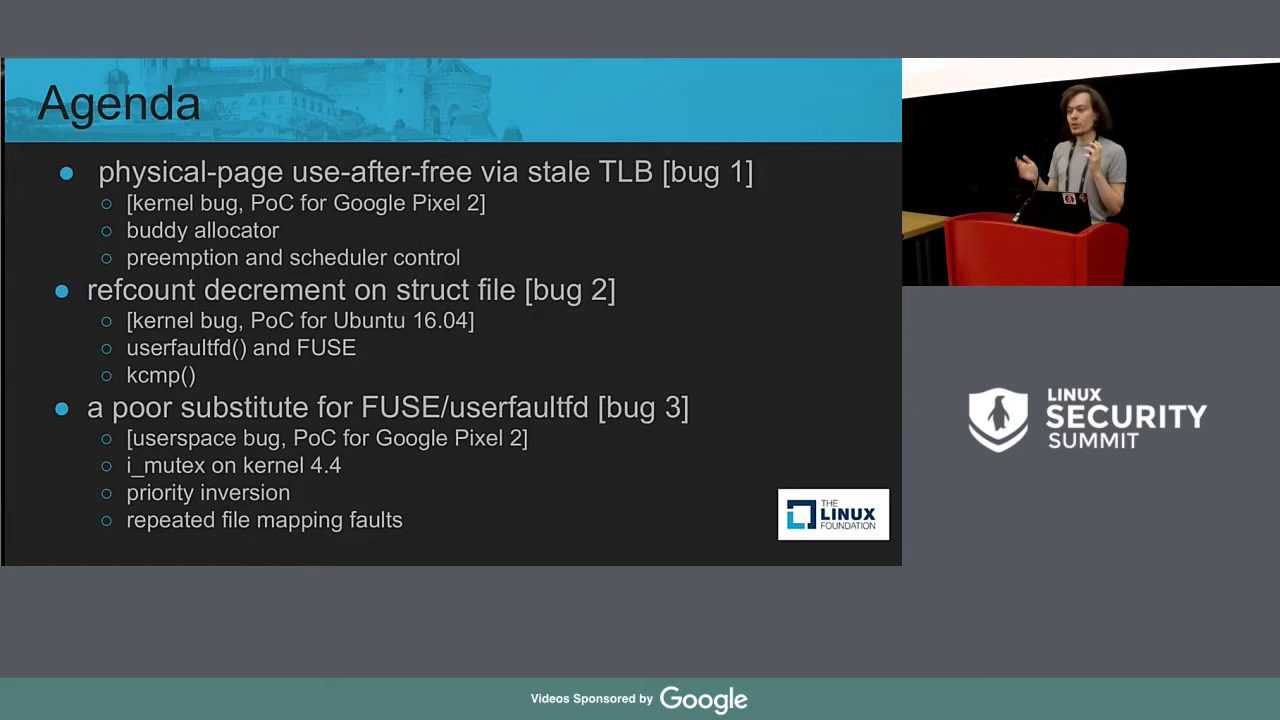 Agenda
physical-page use-after-free via stale TLB [bug 1]
[kernel bug, PoC for Google Pixel 2]
buddy allocator
preemption and scheduler control
refcount decrement on struct file [bug 2]
[kernel bug, PoC for Ubuntu 16.04]
userfaultfd() and FUSE
kcmp()
a poor substitute for FUSE/userfaultfd [bug 3]
[userspace bug, PoC for Google Pixel 2]
i_mutex on kernel 4.4
priority inversion
repeated file mapping faults
THE
LINUX
FOUNDATION
LINUX
SECURITY
SUMMIT
Videos Sponsored by Google